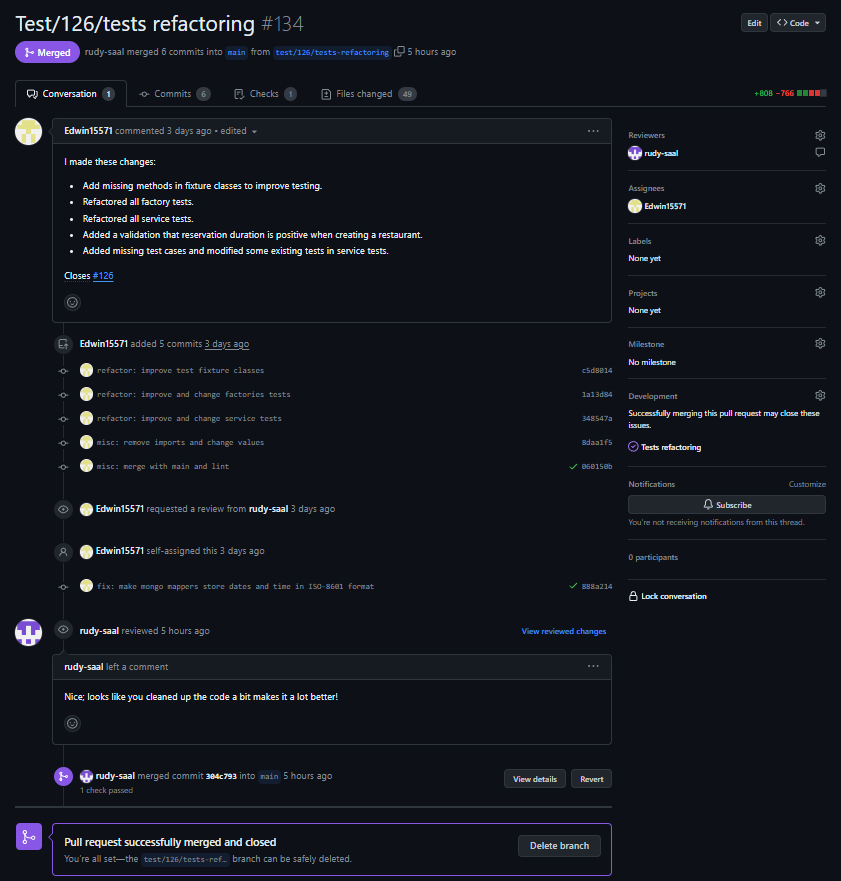 Test/126/tests refactoring #134
Edit
Code
Merged
rudy-saal merged 6 commits into main from test/126/tests-refactoring 5 hours ago
Conversation 1
Commits 6
Checks 1
Files changed 49
+808 −766
Edwin15571 commented 3 days ago • edited
I made these changes:
• Add missing methods in fixture classes to improve testing.
• Refactored all factory tests.
• Refactored all service tests.
• Added a validation that reservation duration is positive when creating a restaurant.
• Added missing test cases and modified some existing tests in service tests.
Closes #126
Edwin15571 added 5 commits 3 days ago
refactor: improve test fixture classes c5d8014
refactor: improve and change factories tests 1a13d84
refactor: improve and change service tests 348547a
misc: remove imports and change values 8daa1f5
misc: merge with main and lint 060150b
Edwin15571 requested a review from rudy-saal 3 days ago
Edwin15571 self-assigned this 3 days ago
fix: make mongo mappers store dates and time in ISO-8601 format 888a214
rudy-saal reviewed 5 hours ago
View reviewed changes
rudy-saal left a comment
Nice; looks like you cleaned up the code a bit makes it a lot better!
rudy-saal merged commit 304c793 into main 5 hours ago
1 check passed
View details
Revert
Pull request successfully merged and closed
You're all set—the test/126/tests-ref… branch can be safely deleted.
Delete branch
Reviewers
rudy-saal
Assignees
Edwin15571
Labels
None yet
Projects
None yet
Milestone
No milestone
Development
Successfully merging this pull request may close these
issues.
Tests refactoring
Notifications
Customize
Subscribe
You're not receiving notifications from this thread.
0 participants
Lock conversation